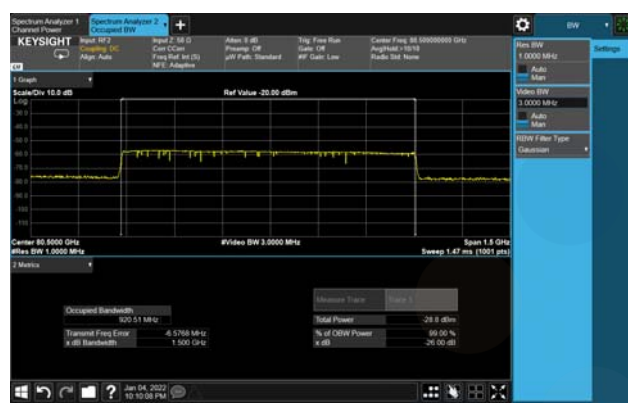 Spectrum Analyzer 1
Channel Power
Spectrum Analyzer 2
Occupied BW
+
BW
KEYSIGHT
Input: RF2
Coupling: DC
Align: Auto
Input Z: 50 Ω
Corr CCorr
Freq Ref: Int (S)
NFE: Adaptive
Atten: 0 dB
Preamp: Off
µW Path: Standard
Trig: Free Run
Gate: Off
#IF Gain: Low
Center Freq: 80.500000000 GHz
Avg|Hold:>10/10
Radio Std: None
Res BW
1.0000 MHz
Auto
Man
Settings
Video BW
3.0000 MHz
Auto
Man
RBW Filter Type
Gaussian
1 Graph
Scale/Div 10.0 dB
Ref Value -20.00 dBm
Log
Center 80.5000 GHz
#Res BW 1.0000 MHz
#Video BW 3.0000 MHz
Span 1.5 GHz
Sweep 1.47 ms (1001 pts)
2 Metrics
Measure Trace
Trace 1
Occupied Bandwidth
920.51 MHz
Total Power
-28.8 dBm
Transmit Freq Error
-6.5768 MHz
% of OBW Power
99.00 %
x dB Bandwidth
1.500 GHz
x dB
-26.00 dB
?
Jan 04, 2022
10:10:08 PM